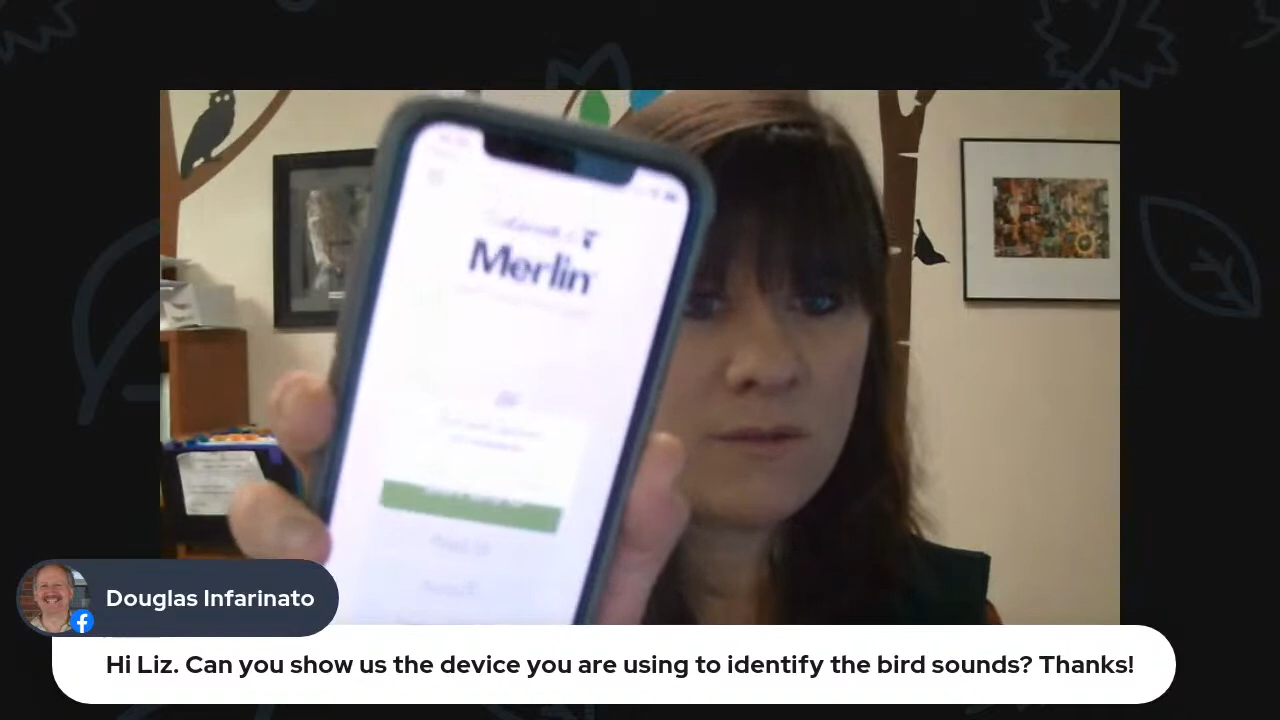 Merlin
Douglas Infarinato
Hi Liz. Can you show us the device you are using to identify the bird sounds? Thanks!